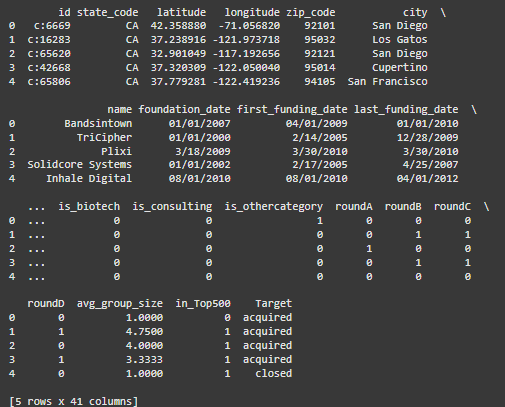 id state_code latitude longitude zip_code city \
0 c:6669 CA 42.358880 -71.056820 92101 San Diego
1 c:16283 CA 37.238916 -121.973718 95032 Los Gatos
2 c:65620 CA 32.901049 -117.192656 92121 San Diego
3 c:42668 CA 37.320309 -122.050040 95014 Cupertino
4 c:65806 CA 37.779281 -122.419236 94105 San Francisco
name foundation_date first_funding_date last_funding_date \
0 Bandsintown 01/01/2007 04/01/2009 01/01/2010
1 TriCipher 01/01/2000 2/14/2005 12/28/2009
2 Plixi 3/18/2009 3/30/2010 3/30/2010
3 Solidcore Systems 01/01/2002 2/17/2005 4/25/2007
4 Inhale Digital 08/01/2010 08/01/2010 04/01/2012
... is_biotech is_consulting is_othercategory roundA roundB roundC \
0 ... 0 0 1 0 0 0
1 ... 0 0 0 0 1 1
2 ... 0 0 0 1 0 0
3 ... 0 0 0 0 1 1
4 ... 0 0 0 0 0 0
roundD avg_group_size in_Top500 Target
0 0 1.0000 0 acquired
1 1 4.7500 1 acquired
2 0 4.0000 1 acquired
3 1 3.3333 1 acquired
4 0 1.0000 1 closed
[5 rows x 41 columns]